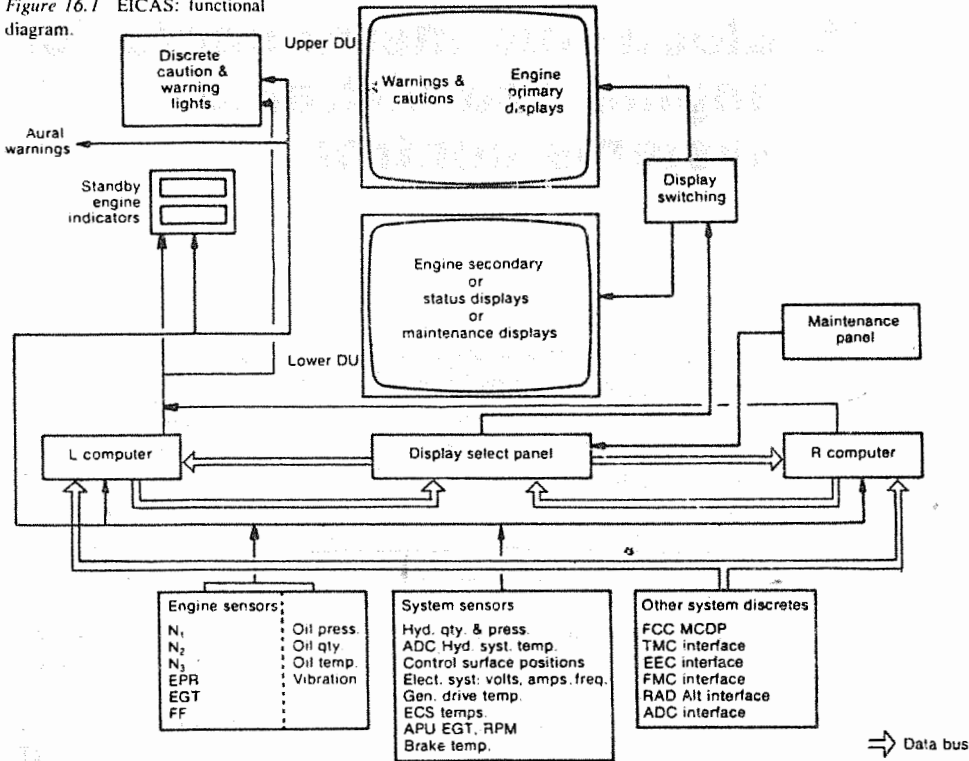 Figure 16.1 EICAS: functional
diagram.
Discrete
caution &
warning
lights
Aural
warnings
Standby
engine
indicators
Upper DU
Warnings &
cautions
Engine
primary
displays
Display
switching
Engine secondary
or
status displays
or
maintenance displays
Lower DU
Maintenance
panel
L computer
Display select panel
R computer
Engine sensors
N₁
N₂
N₃
EPR
EGT
FF
Oil press.
Oil qty.
Oil temp.
Vibration
System sensors
Hyd. qty. & press.
ADC Hyd. syst. temp.
Control surface positions
Elect. syst: volts, amps. freq.
Gen. drive temp.
ECS temps.
APU EGT, RPM
Brake temp.
Other system discretes
FCC MCDP
TMC interface
EEC interface
FMC interface
RAD Alt interface
ADC interface
Data bus